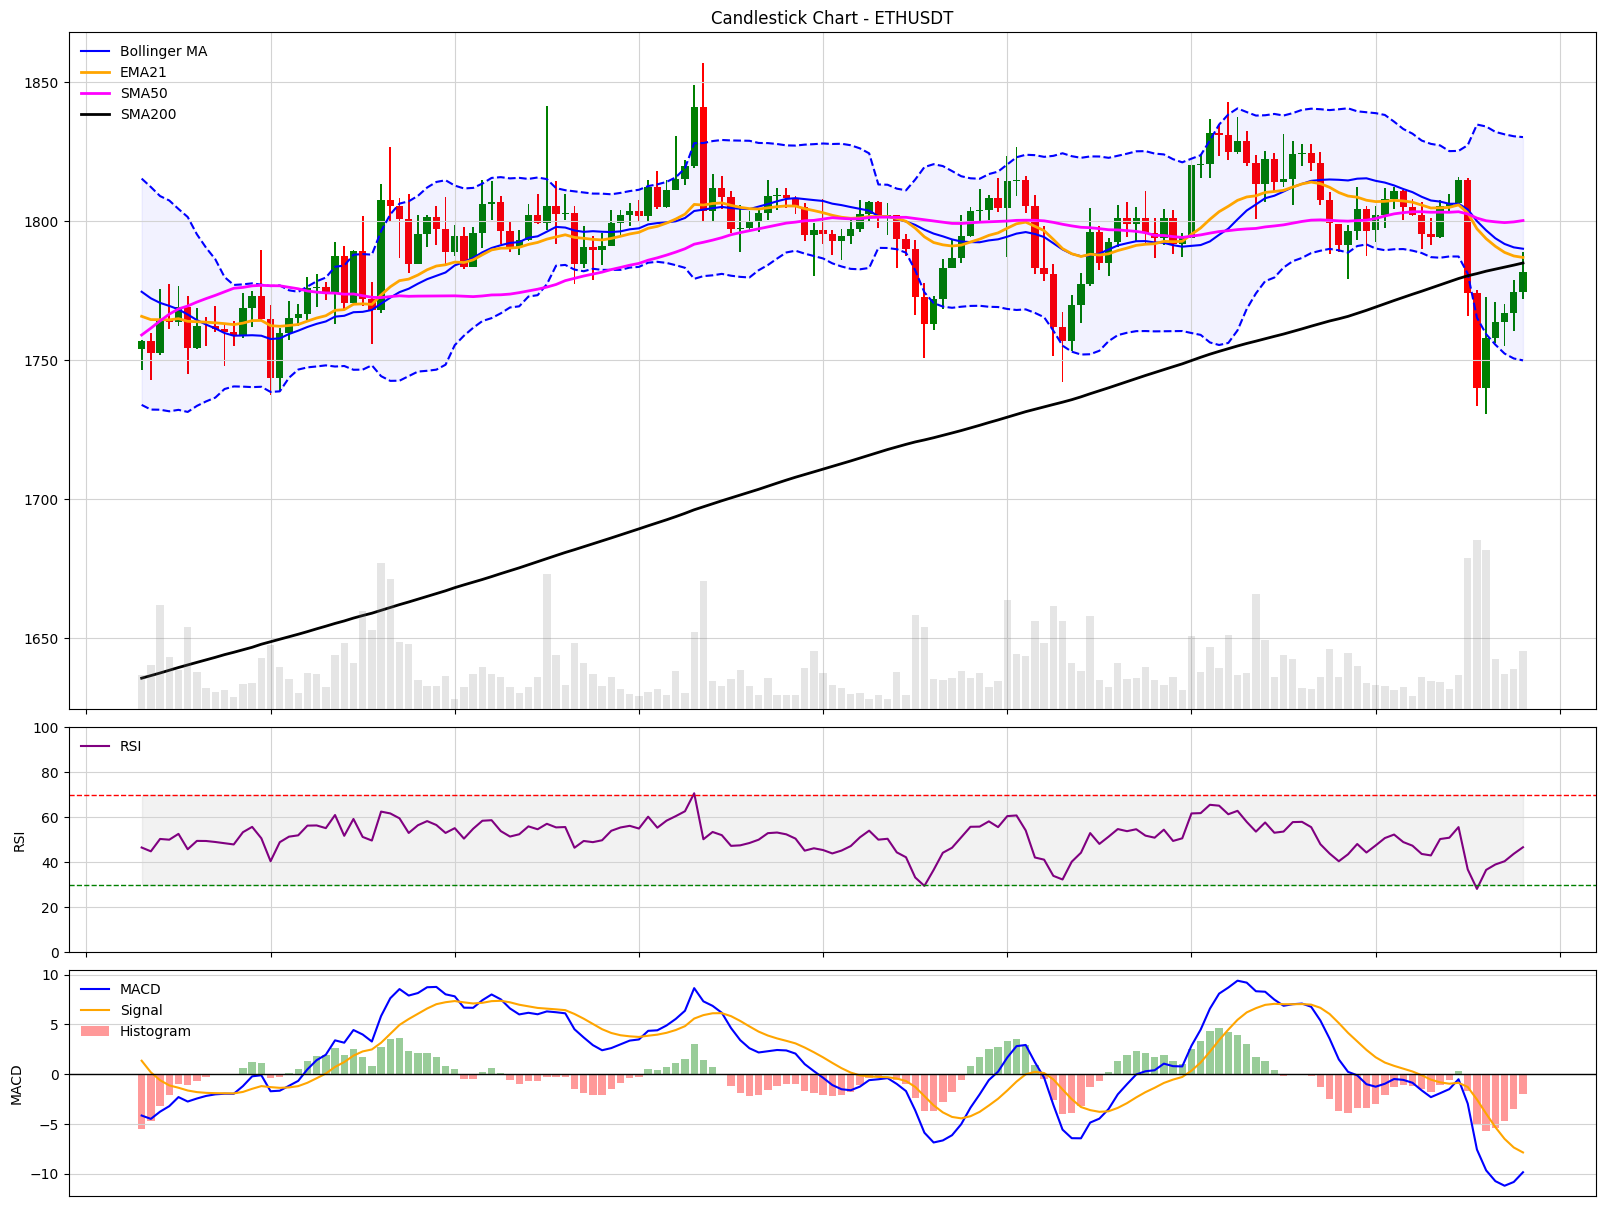 Candlestick Chart - ETHUSDT
Bollinger MA
EMA21
SMA50
SMA200
1850
1800
1750
1700
1650
RSI
100
80
60
40
20
0
RSI
MACD
Signal
Histogram
10
5
0
−5
−10
MACD